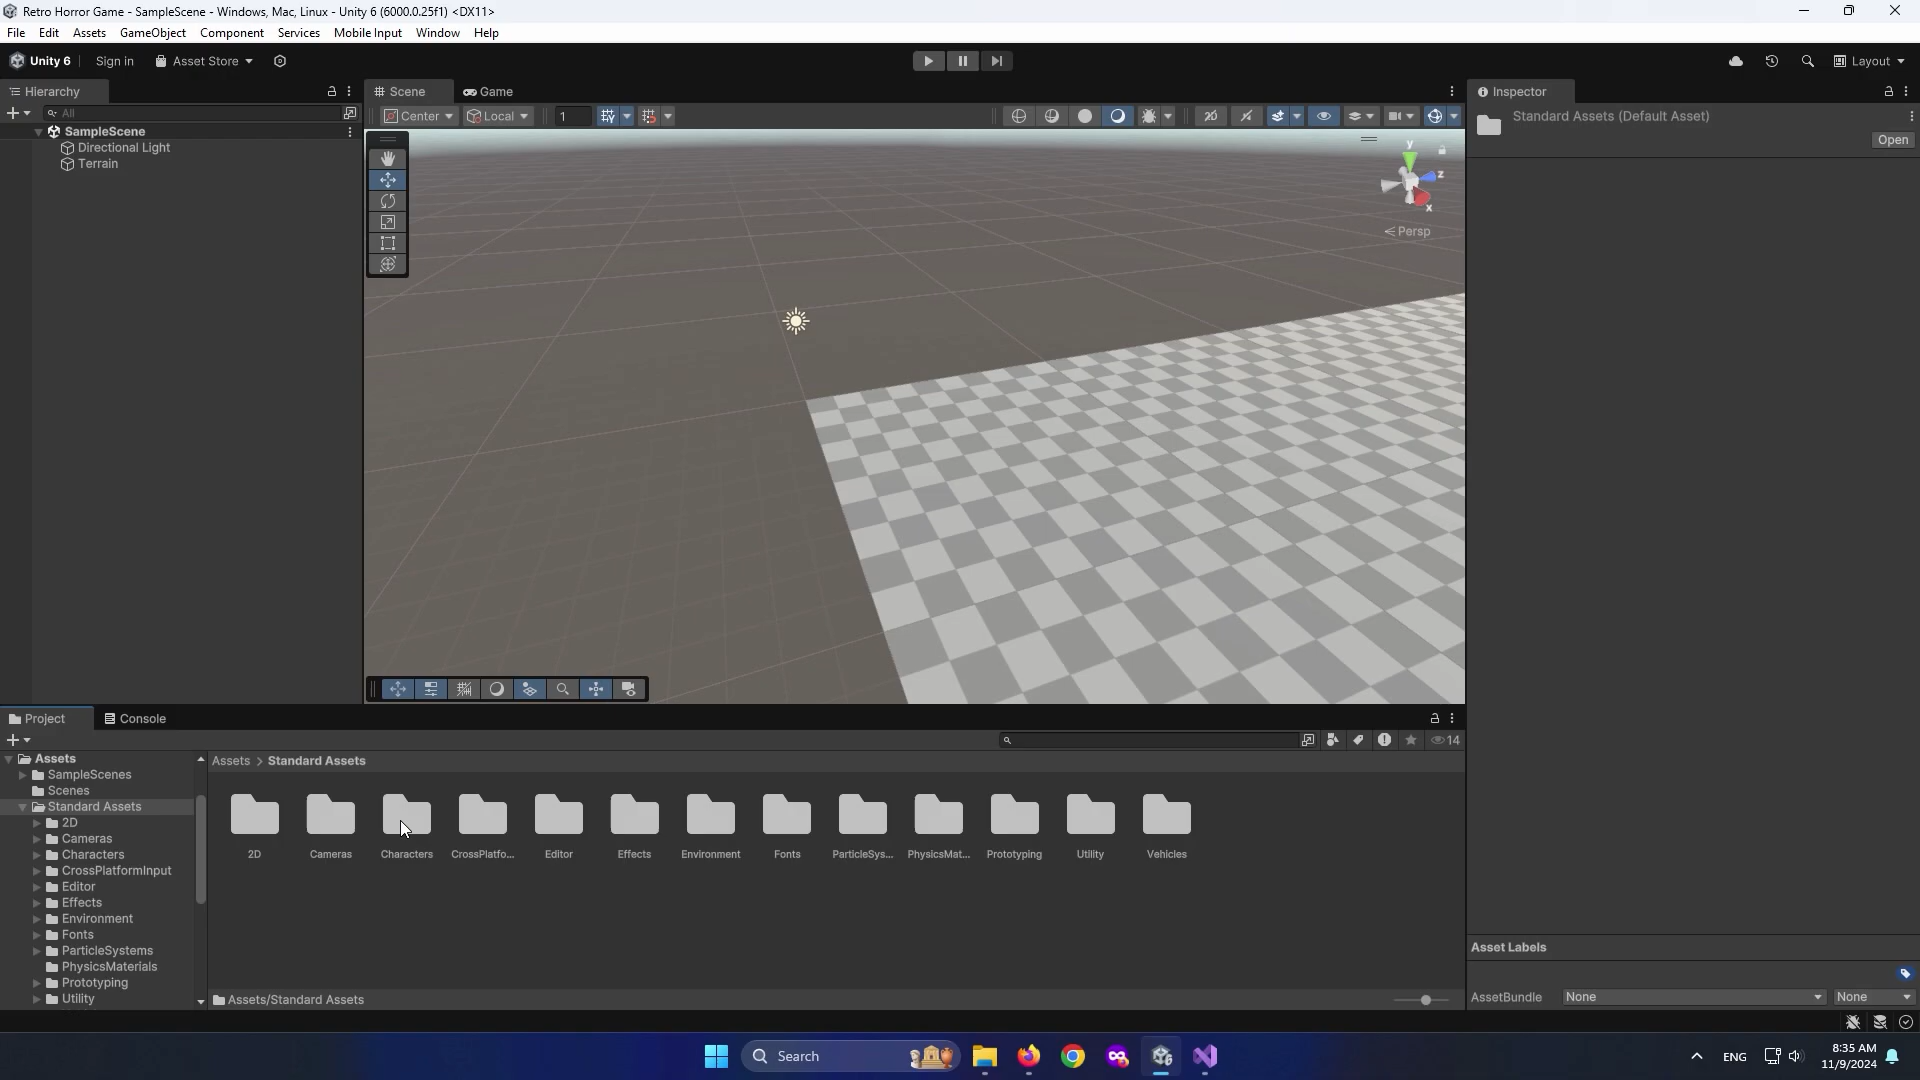 Retro Horror Game - SampleScene - Windows, Mac, Linux - Unity 6 (6000.0.25f1) <DX11>
File Edit Assets GameObject Component Services Mobile Input Window Help
Unity 6 Sign in Asset Store Layout
Hierarchy Scene Game Inspector
All Center Local 1 2D Standard Assets (Default Asset)
Open
SampleScene
Directional Light
Terrain
y
z
x
Persp
Project Console
14
Assets
SampleScenes
Scenes
Standard Assets
2D
Cameras
Characters
CrossPlatformInput
Editor
Effects
Environment
Fonts
ParticleSystems
PhysicsMaterials
Prototyping
Utility
Assets > Standard Assets
2D Cameras Characters CrossPlatfo... Editor Effects Environment Fonts ParticleSys... PhysicsMat... Prototyping Utility Vehicles
Assets/Standard Assets
Asset Labels
AssetBundle None None
Search ENG 8:35 AM
11/9/2024